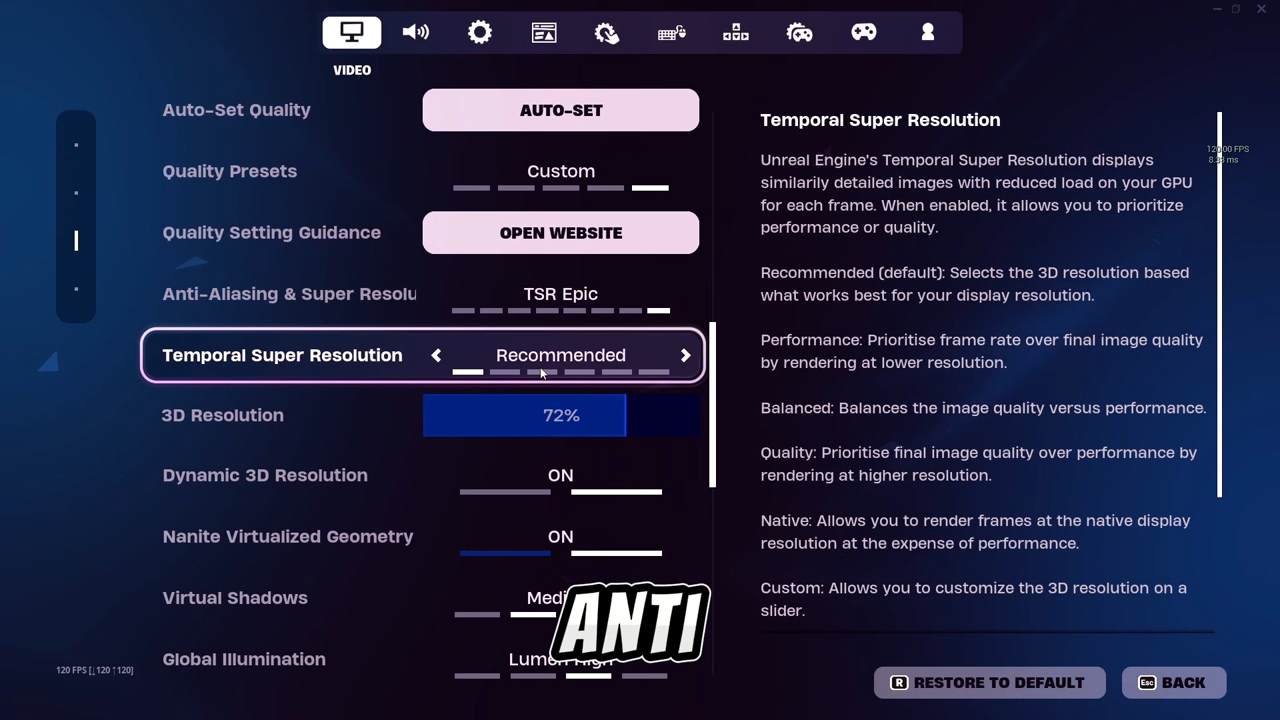 VIDEO
Auto-Set Quality
AUTO-SET
Quality Presets
Custom
Quality Setting Guidance
OPEN WEBSITE
Anti-Aliasing & Super Resolu
TSR Epic
Temporal Super Resolution
Recommended
3D Resolution
72%
Dynamic 3D Resolution
ON
Nanite Virtualized Geometry
ON
Virtual Shadows
Medi
Global Illumination
Lumen High
ANTI
Temporal Super Resolution
Unreal Engine's Temporal Super Resolution displays
similarily detailed images with reduced load on your GPU
for each frame. When enabled, it allows you to prioritize
performance or quality.
Recommended (default): Selects the 3D resolution based
what works best for your display resolution.
Performance: Prioritise frame rate over final image quality
by rendering at lower resolution.
Balanced: Balances the image quality versus performance.
Quality: Prioritise final image quality over performance by
rendering at higher resolution.
Native: Allows you to render frames at the native display
resolution at the expense of performance.
Custom: Allows you to customize the 3D resolution on a
slider.
120 FPS [↓120 ↑120]
R RESTORE TO DEFAULT
Esc BACK